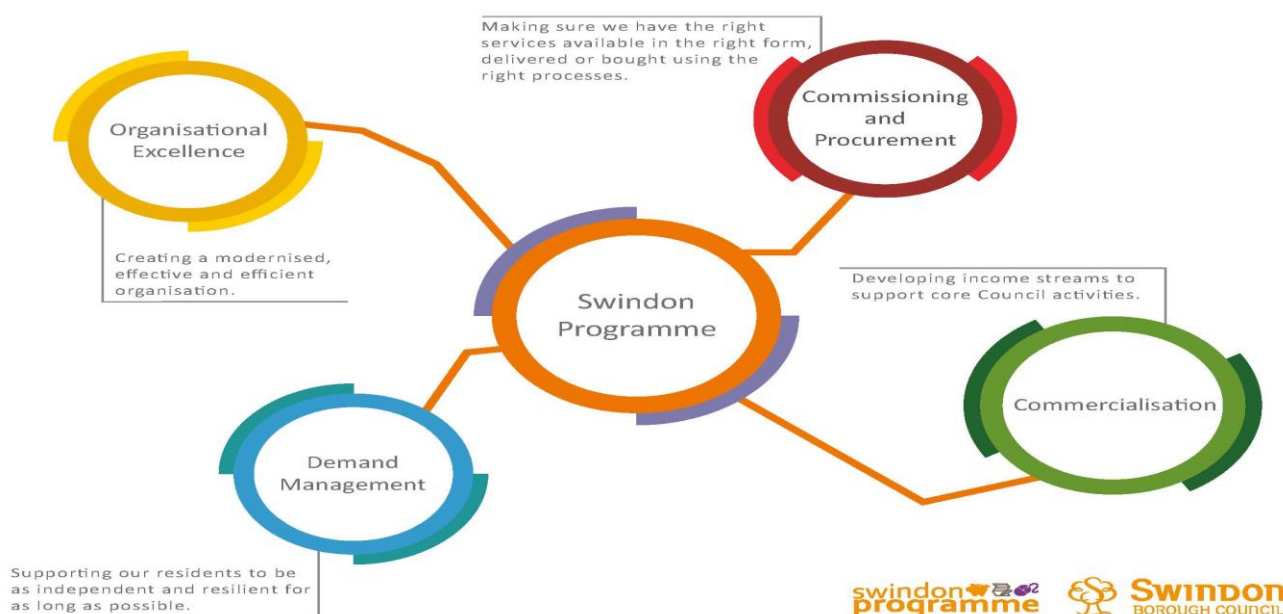 Making sure we have the right
services available in the right form,
delivered or bought using the
right processes.
Commissioning
and
Procurement
Organisational
Excellence
Creating a modernised,
effective and efficient
organisation.
Swindon
Programme
Developing income streams to
support core Council activities.
Commercialisation
Demand
Management
Supporting our residents to be
as independent and resilient for
as long as possible.
swindon
programme
SWINDON
BOROUGH COUNCIL